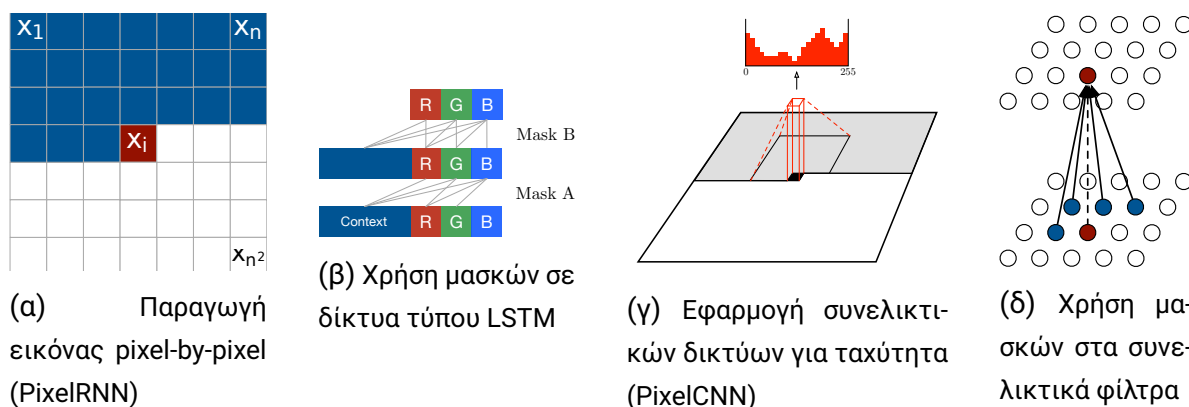 x1
xn
xi
xn2
R G B
Mask B
R G B
Mask A
Context R G B
0 255
(α) Παραγωγή
εικόνας pixel-by-pixel
(PixelRNN)
(β) Χρήση μασκών σε
δίκτυα τύπου LSTM
(γ) Εφαρμογή συνελικτι-
κών δικτύων για ταχύτητα
(PixelCNN)
(δ) Χρήση μα-
σκών στα συνε-
λικτικά φίλτρα